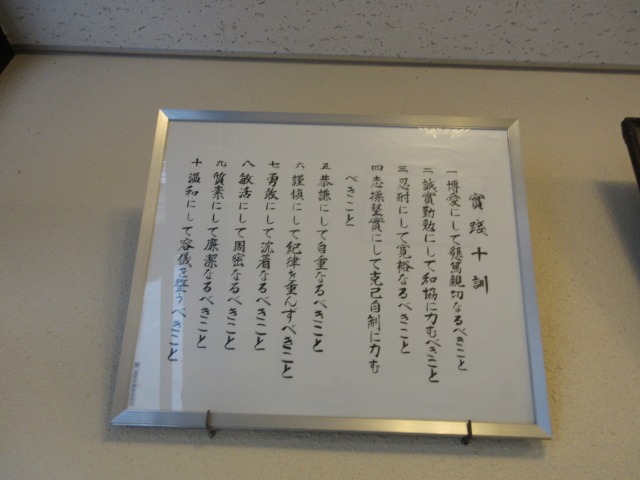 實践十訓
一 博愛にして懇篤親切なるべきこと
二 誠實勤勉にして和協に力むべきこと
三 忍耐にして寛裕なるべきこと
四 志操堅實にして克己自制に力む
べきこと
五 恭謙にして自重なるべきこと
六 謹慎にして紀律を重んずべきこと
七 勇敢にして沈着なるべきこと
八 敏活にして周密なるべきこと
九 質素にして廉潔なるべきこと
十 温和にして容儀を整うべきこと